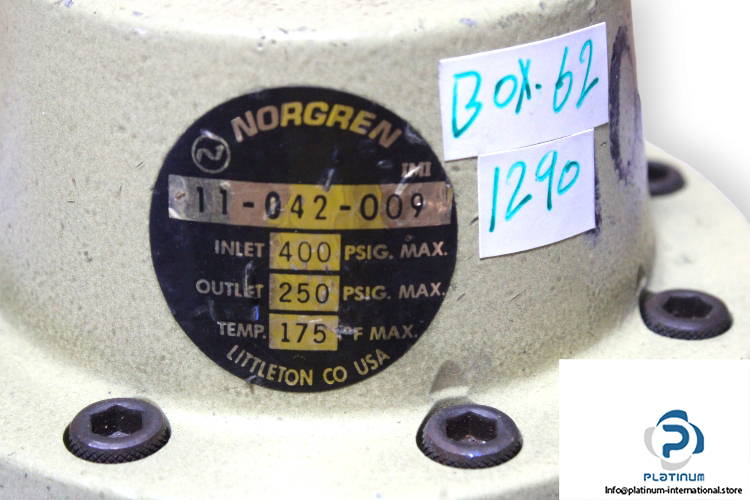 NORGREN
IMI
11-042-009
INLET 400 PSIG. MAX.
OUTLET 250 PSIG. MAX.
TEMP. 175 °F MAX.
LITTLETON CO USA
BOX.62
1290
PLATINUM
Info@platinum-international.store